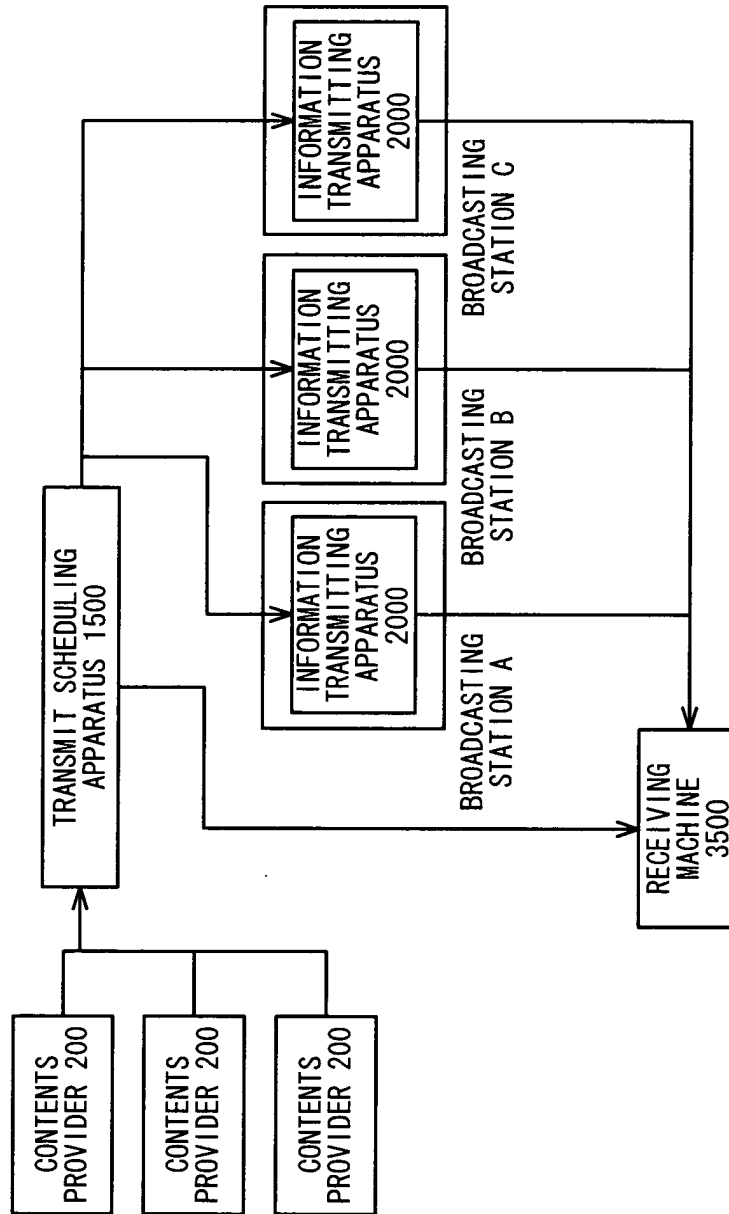 CONTENTS
PROVIDER 200
CONTENTS
PROVIDER 200
CONTENTS
PROVIDER 200
TRANSMIT SCHEDULING
APPARATUS 1500
INFORMATION
TRANSMITTING
APPARATUS
2000
BROADCASTING
STATION A
INFORMATION
TRANSMITTING
APPARATUS
2000
BROADCASTING
STATION B
INFORMATION
TRANSMITTING
APPARATUS
2000
BROADCASTING
STATION C
RECEIVING
MACHINE
3500